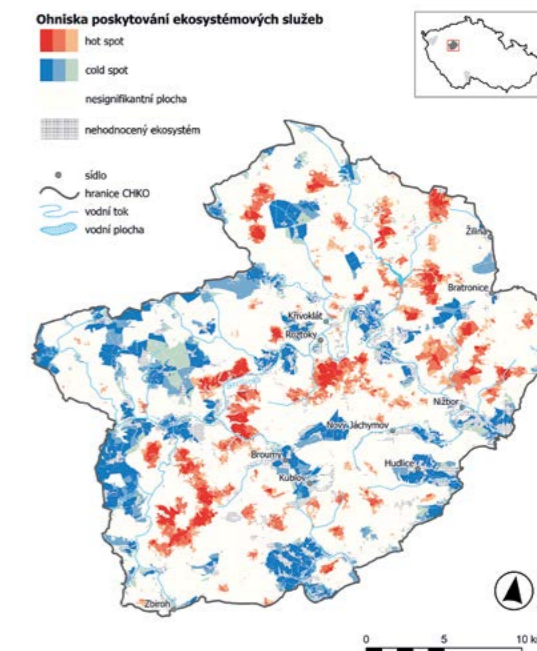 Ohniska poskytování ekosystémových služeb
hot spot
cold spot
nesignifikantní plocha
nehodnocený ekosystém
sídlo
hranice CHKO
vodní tok
vodní plocha
Žilina
Bratronice
Křivoklát
Roztoky
Nižbor
Nový Jáchymov
Broumy
Hudlice
Kublov
Zbiroh
0 5 10 km